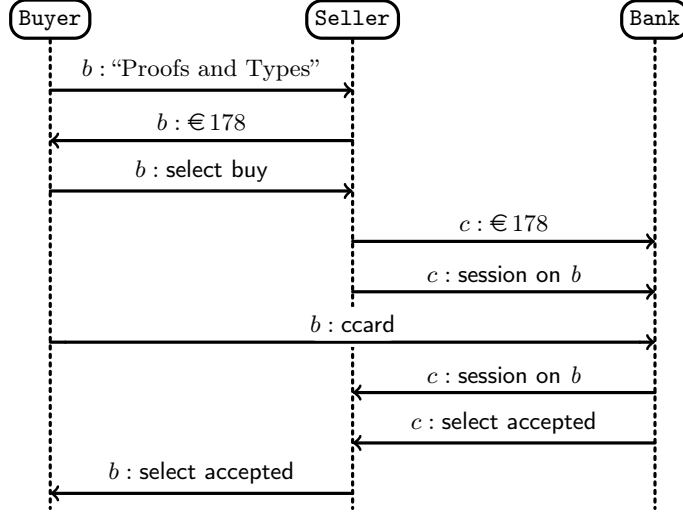 Buyer Seller Bank
b : “Proofs and Types”
b : €178
b : select buy
c : €178
c : session on b
b : ccard
c : session on b
c : select accepted
b : select accepted